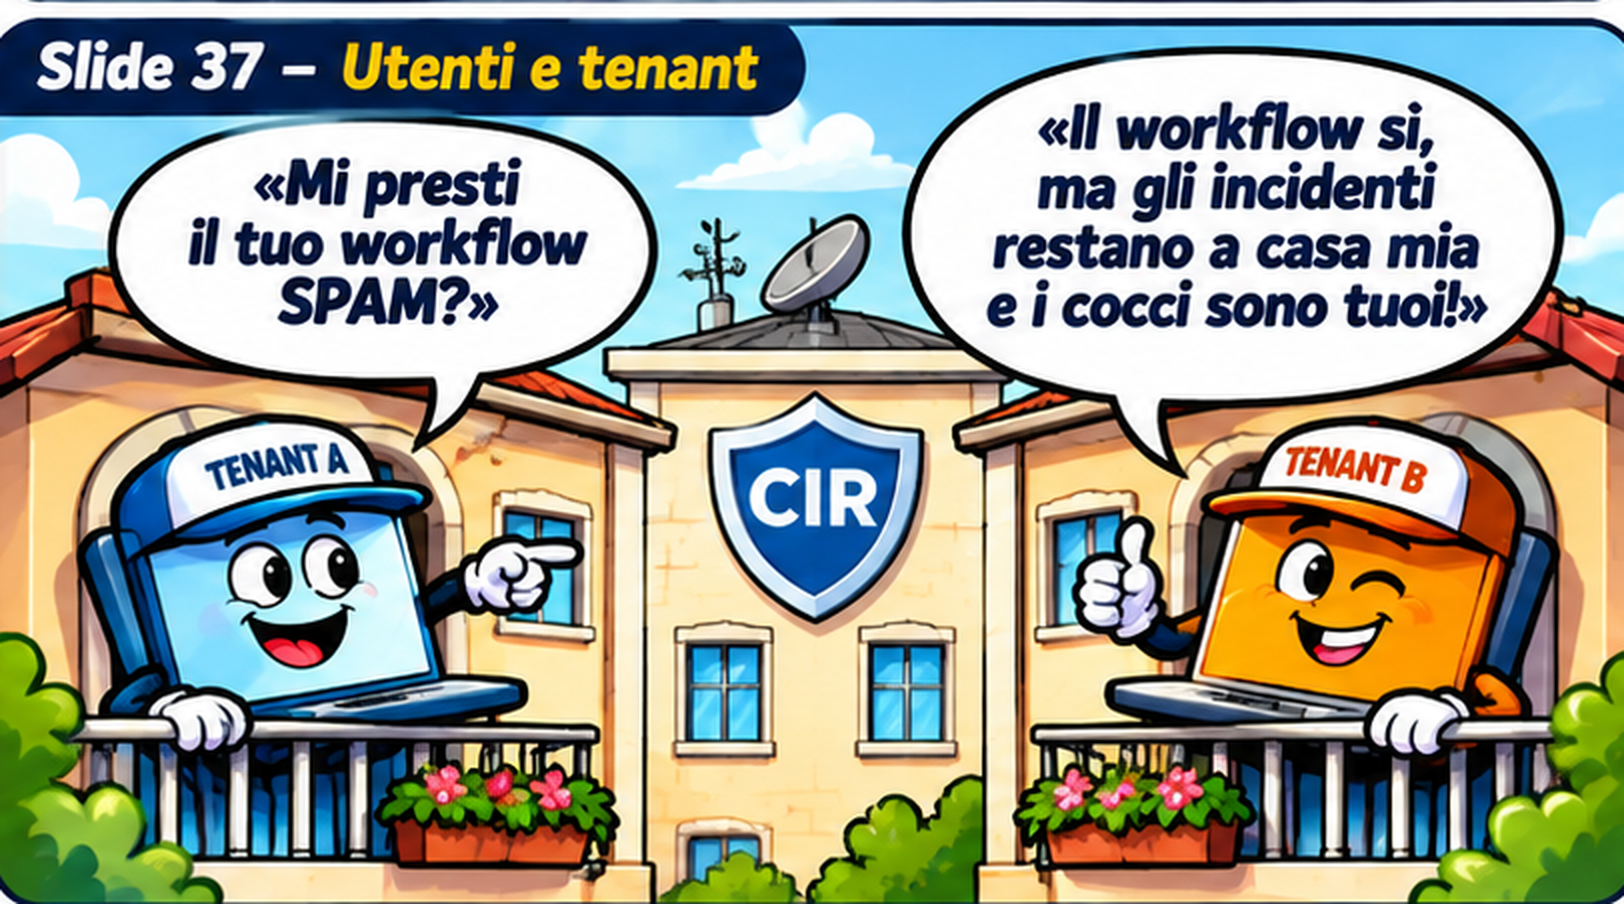 Slide 37 – Utenti e tenant
«Mi presti
il tuo workflow
SPAM?»
«Il workflow si,
ma gli incidenti
restano a casa mia
e i cocci sono tuoi!»
TENANT A
CIR
TENANT B